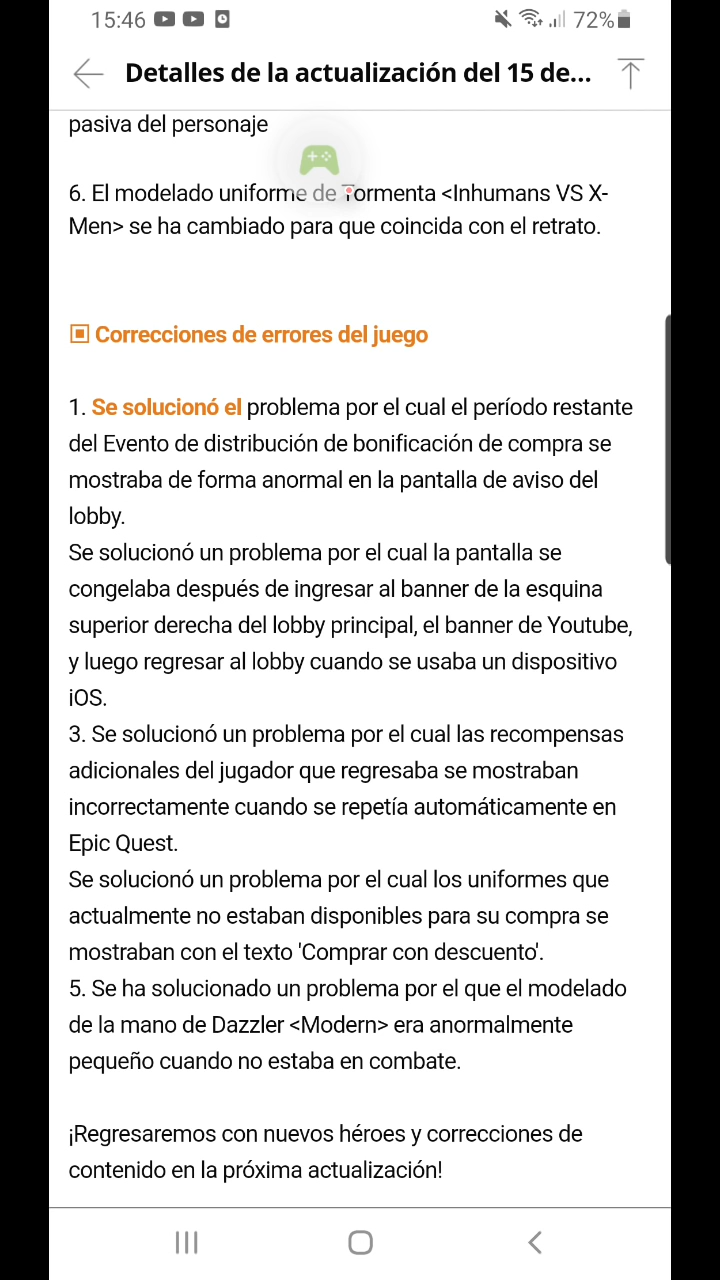 15:46
72%
Detalles de la actualización del 15 de...
pasiva del personaje
6. El modelado uniforme de Tormenta <Inhumans VS X-
Men> se ha cambiado para que coincida con el retrato.
Correcciones de errores del juego
1. Se solucionó el problema por el cual el período restante
del Evento de distribución de bonificación de compra se
mostraba de forma anormal en la pantalla de aviso del
lobby.
Se solucionó un problema por el cual la pantalla se
congelaba después de ingresar al banner de la esquina
superior derecha del lobby principal, el banner de Youtube,
y luego regresar al lobby cuando se usaba un dispositivo
iOS.
3. Se solucionó un problema por el cual las recompensas
adicionales del jugador que regresaba se mostraban
incorrectamente cuando se repetía automáticamente en
Epic Quest.
Se solucionó un problema por el cual los uniformes que
actualmente no estaban disponibles para su compra se
mostraban con el texto 'Comprar con descuento'.
5. Se ha solucionado un problema por el que el modelado
de la mano de Dazzler <Modern> era anormalmente
pequeño cuando no estaba en combate.
¡Regresaremos con nuevos héroes y correcciones de
contenido en la próxima actualización!